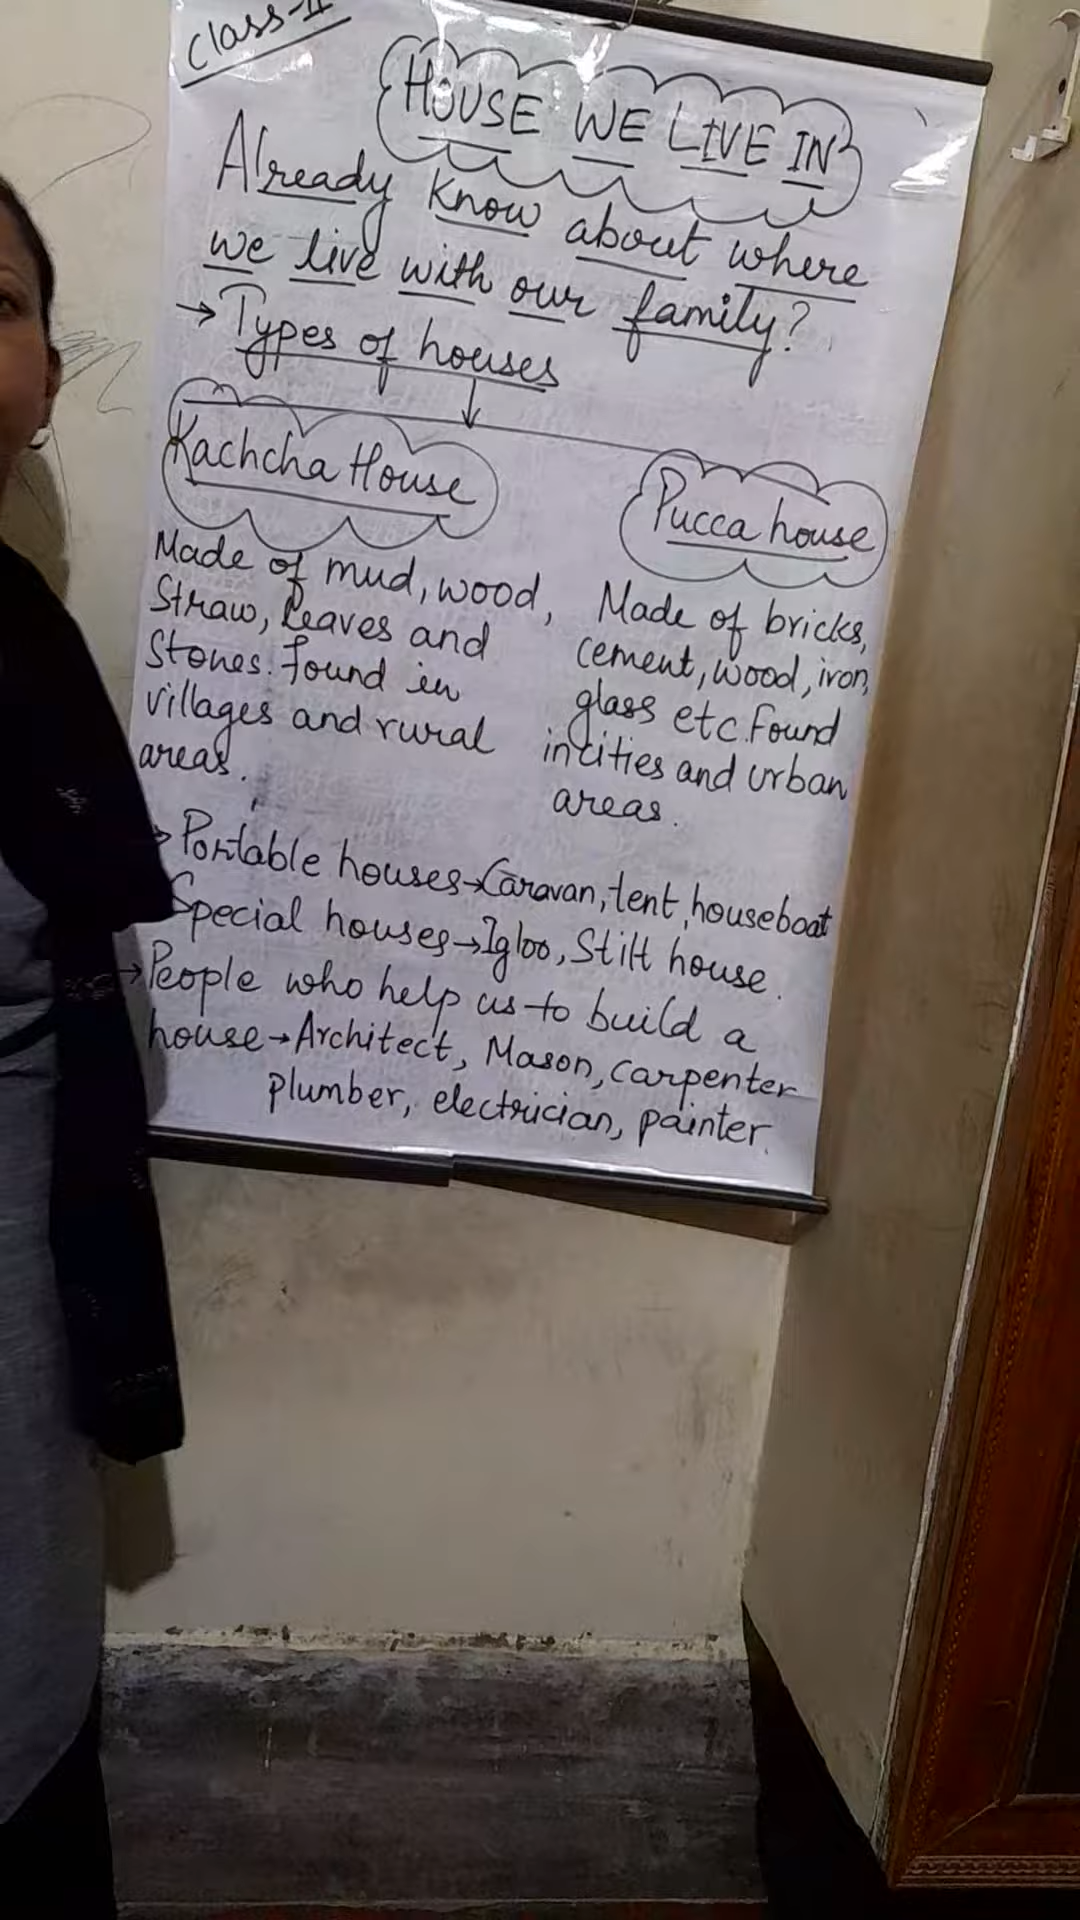 Class-II
HOUSE WE LIVE IN
Already know about where
we live with our family?
→ Types of houses
Kachcha House
Made of mud, wood,
Straw, leaves and
Stones. found in
villages and rural
areas.
Pucca house
Made of bricks,
cement, wood, iron,
glass etc. Found
in cities and urban
areas.
→ Portable houses→Caravan, tent, houseboat
Special houses→Igloo, Stilt house.
→ People who help us to build a
house→Architect, Mason, carpenter
plumber, electrician, painter.